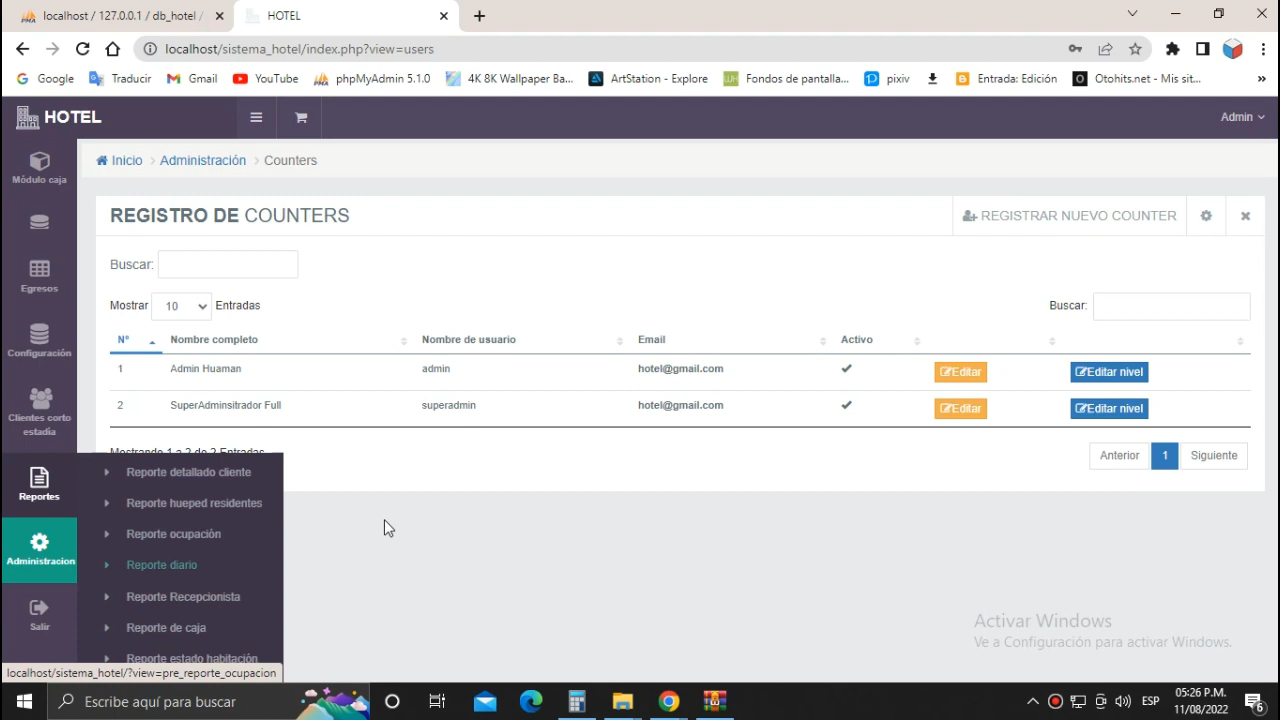 localhost / 127.0.0.1 / db_hotel /
HOTEL
localhost/sistema_hotel/index.php?view=users
Google
Traducir
Gmail
YouTube
phpMyAdmin 5.1.0
4K 8K Wallpaper Ba...
ArtStation - Explore
Fondos de pantalla...
pixiv
Entrada: Edición
Otohits.net - Mis sit...
HOTEL
Admin
Módulo caja
Inicio > Administración > Counters
REGISTRO DE COUNTERS
REGISTRAR NUEVO COUNTER
Egresos
Buscar:
Mostrar 10 Entradas
Buscar:
Nº Nombre completo Nombre de usuario Email Activo
1 Admin Huaman admin hotel@gmail.com Editar Editar nivel
2 SuperAdminsitrador Full superadmin hotel@gmail.com Editar Editar nivel
Mostrando 1 a 2 de 2 Entradas
Anterior 1 Siguiente
Configuración
Clientes corto
estadía
Reportes
Administracion
Salir
Reporte detallado cliente
Reporte hueped residentes
Reporte ocupación
Reporte diario
Reporte Recepcionista
Reporte de caja
Reporte estado habitación
Activar Windows
Ve a Configuración para activar Windows.
localhost/sistema_hotel/?view=pre_reporte_ocupacion
Escribe aquí para buscar
ESP
05:26 P.M.
11/08/2022
6